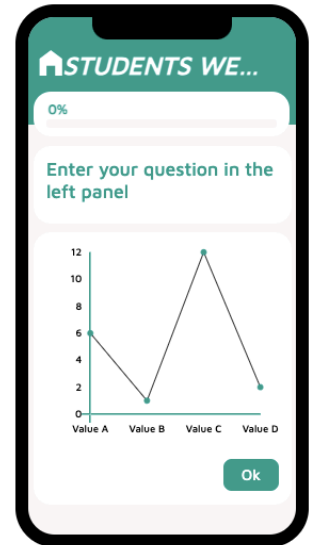 STUDENTS WE...
0%
Enter your question in the
left panel
12
10
8
6
4
2
0
Value A Value B Value C Value D
Ok